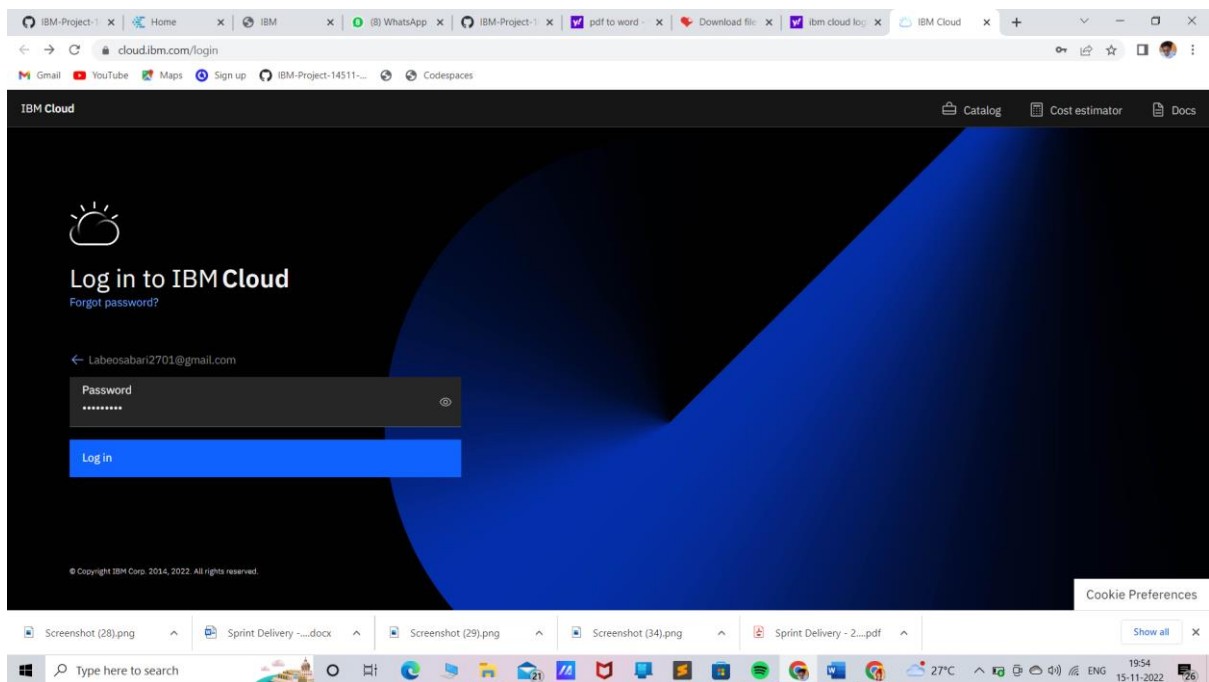 IBM-Project-1
Home
IBM
(8) WhatsApp
IBM-Project-1
pdf to word -
Download file
ibm cloud log
IBM Cloud
cloud.ibm.com/login
Gmail
YouTube
Maps
Sign up
IBM-Project-14511-...
Codespaces
IBM Cloud
Catalog
Cost estimator
Docs
Log in to IBM Cloud
Forgot password?
Labeosabari2701@gmail.com
Password
•••••••••
Log in
© Copyright IBM Corp. 2014, 2022. All rights reserved.
Cookie Preferences
Screenshot (28).png
Sprint Delivery -....docx
Screenshot (29).png
Screenshot (34).png
Sprint Delivery - 2....pdf
Show all
Type here to search
21
27°C
ENG
19:54
15-11-2022
26